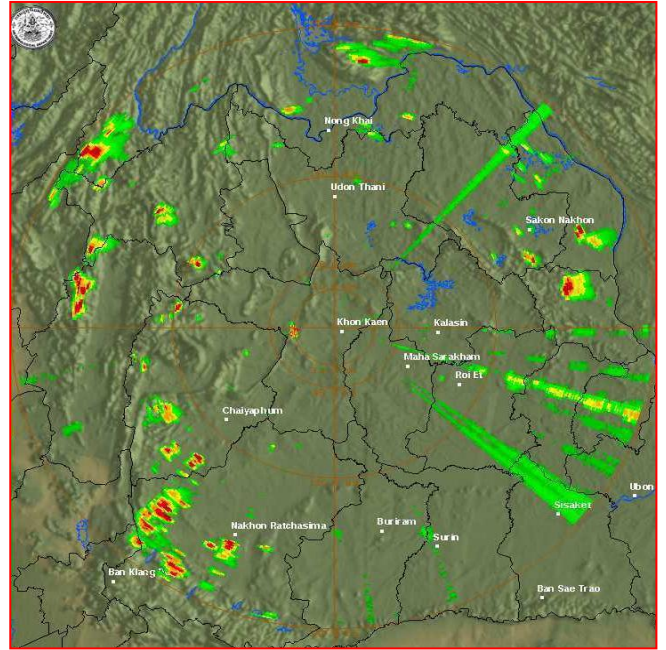 Nong Khai
Udon Thani
Sakon Nakhon
Khon Kaen
Kalasin
Maha Sarakham
Roi Et
Chaiyaphum
Ubon
Sisaket
Nakhon Ratchasima
Buriram
Surin
Ban Klang
Ban Sae Trao